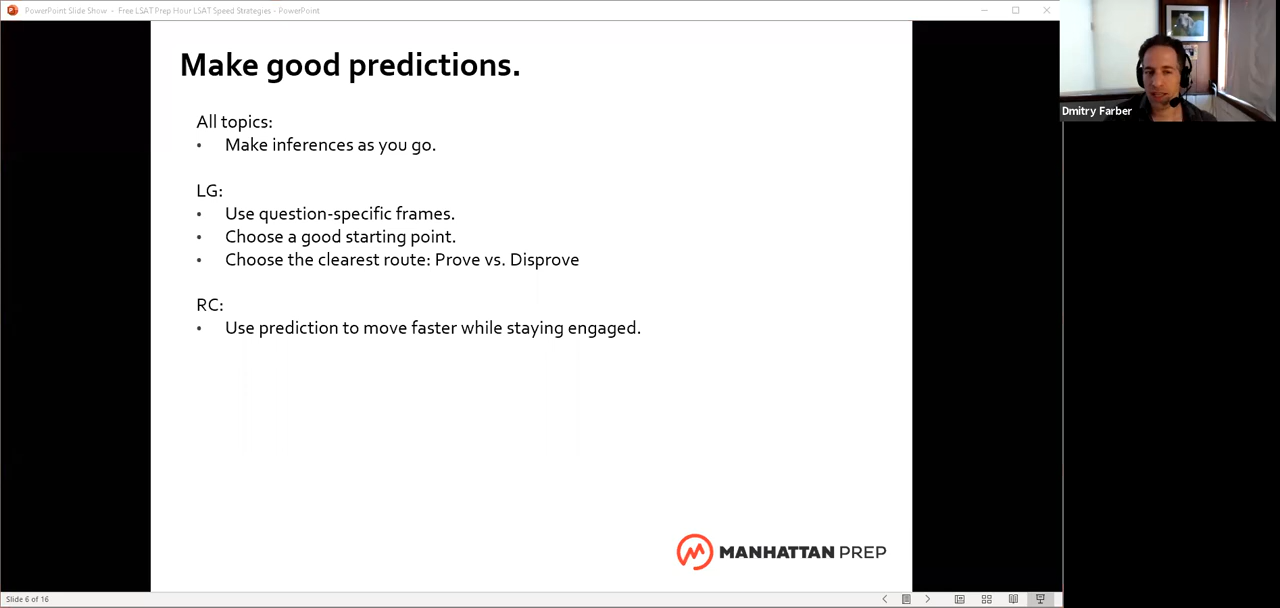 PowerPoint Slide Show - Free LSAT Prep Hour LSAT Speed Strategies - PowerPoint
Make good predictions.
Dmitry Farber
All topics:
• Make inferences as you go.
LG:
• Use question-specific frames.
• Choose a good starting point.
• Choose the clearest route: Prove vs. Disprove
RC:
• Use prediction to move faster while staying engaged.
MANHATTAN PREP
Slide 6 of 16